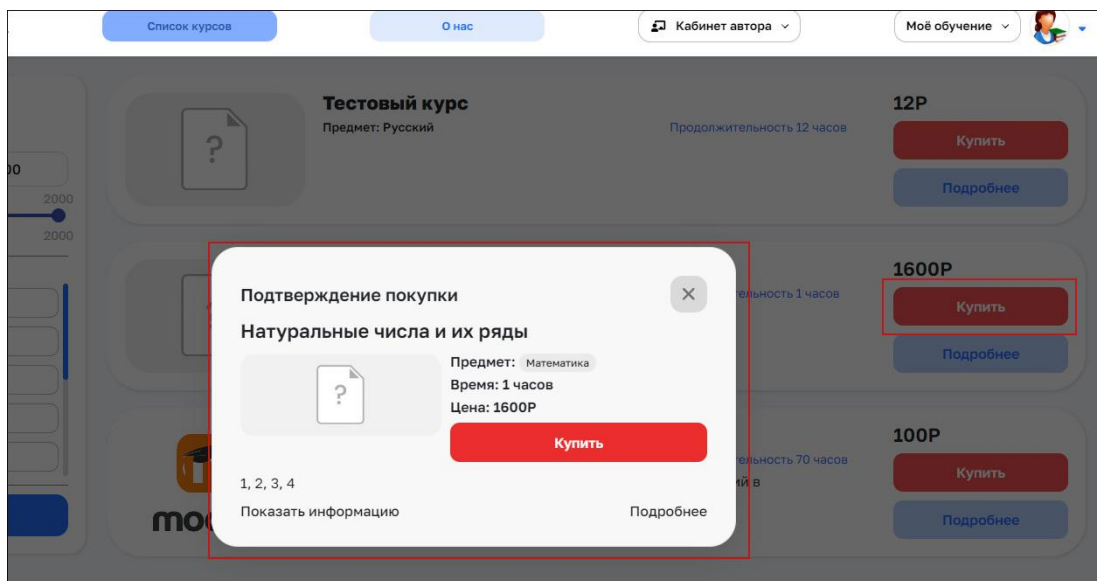 Список курсов
О нас
Кабинет автора
Моё обучение
Тестовый курс
12Р
Предмет: Русский
Продолжительность 12 часов
Купить
00
Подробнее
2000
2000
1600Р
ельность 1 часов
Купить
Подробнее
Подтверждение покупки
Натуральные числа и их ряды
Предмет: Математика
Время: 1 часов
Цена: 1600Р
Купить
1, 2, 3, 4
Показать информацию
Подробнее
100Р
ельность 70 часов
ий в
Купить
moo
Подробнее